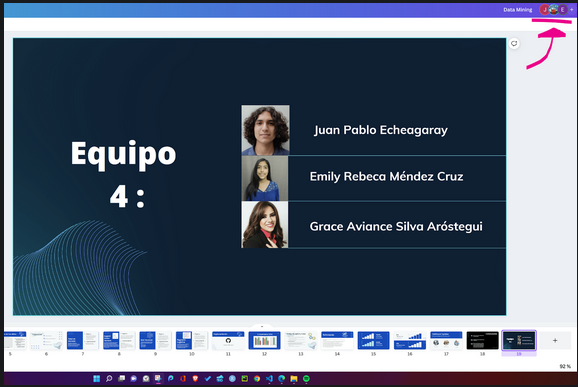 Data Mining
J
E
+
Equipo
4 :
Juan Pablo Echeagaray
Emily Rebeca Méndez Cruz
Grace Aviance Silva Aróstegui
5 6 7 8 9 10 11 12 13 14 15 16 17 18 19
92 %